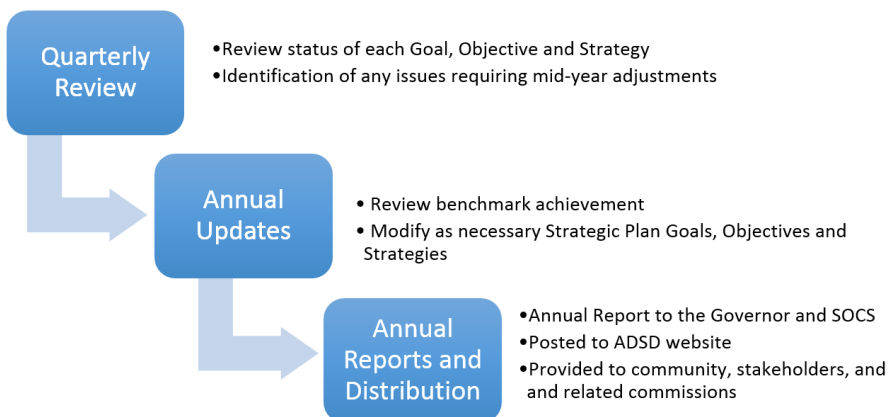 Quarterly
Review
•Review status of each Goal, Objective and Strategy
•Identification of any issues requiring mid-year adjustments
Annual
Updates
• Review benchmark achievement
• Modify as necessary Strategic Plan Goals, Objectives and
Strategies
Annual
Reports and
Distribution
•Annual Report to the Governor and SOCS
•Posted to ADSD website
•Provided to community, stakeholders, and
and related commissions